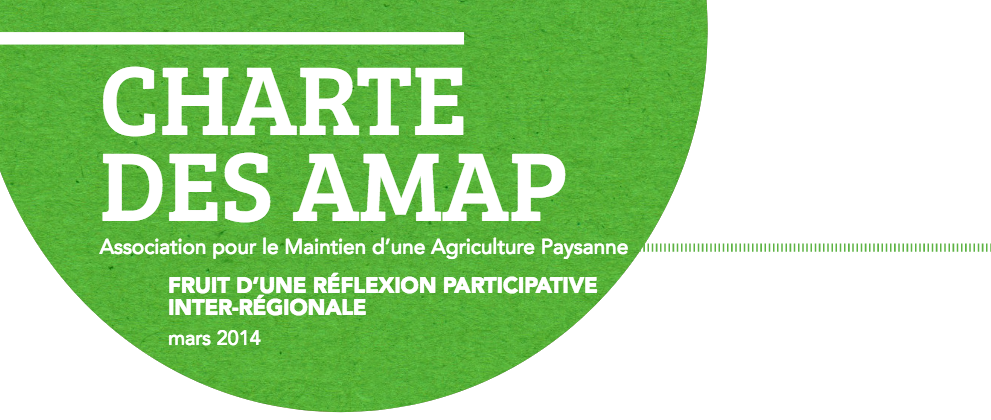 CHARTE
DES AMAP
Association pour le Maintien d’une Agriculture Paysanne
FRUIT D’UNE RÉFLEXION PARTICIPATIVE
INTER-RÉGIONALE
mars 2014